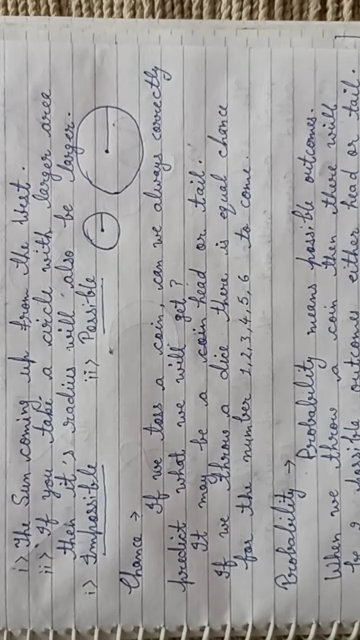 i> The Sun coming up from the West.
ii> If you take a circle with larger area
then it's radius will also be larger.
i> Impossible ii> Possible
Chance →
If we toss a coin, can we always correctly
predict what we will get?
It may be a coin head or tail.
If we throw a dice there is equal chance
for the number 1,2,3,4,5,6 to come.
Probability → Probability means possible outcomes.
When we throw a coin then there will
be 2 possible outcomes either head or tail